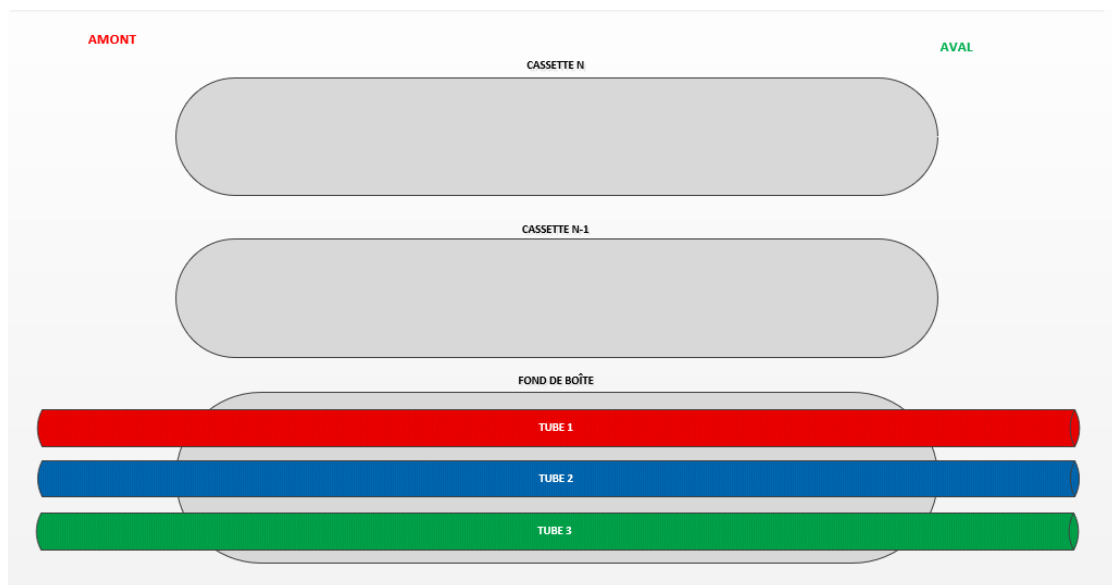 AMONT
AVAL
CASSETTE N
CASSETTE N-1
FOND DE BOÎTE
TUBE 1
TUBE 2
TUBE 3